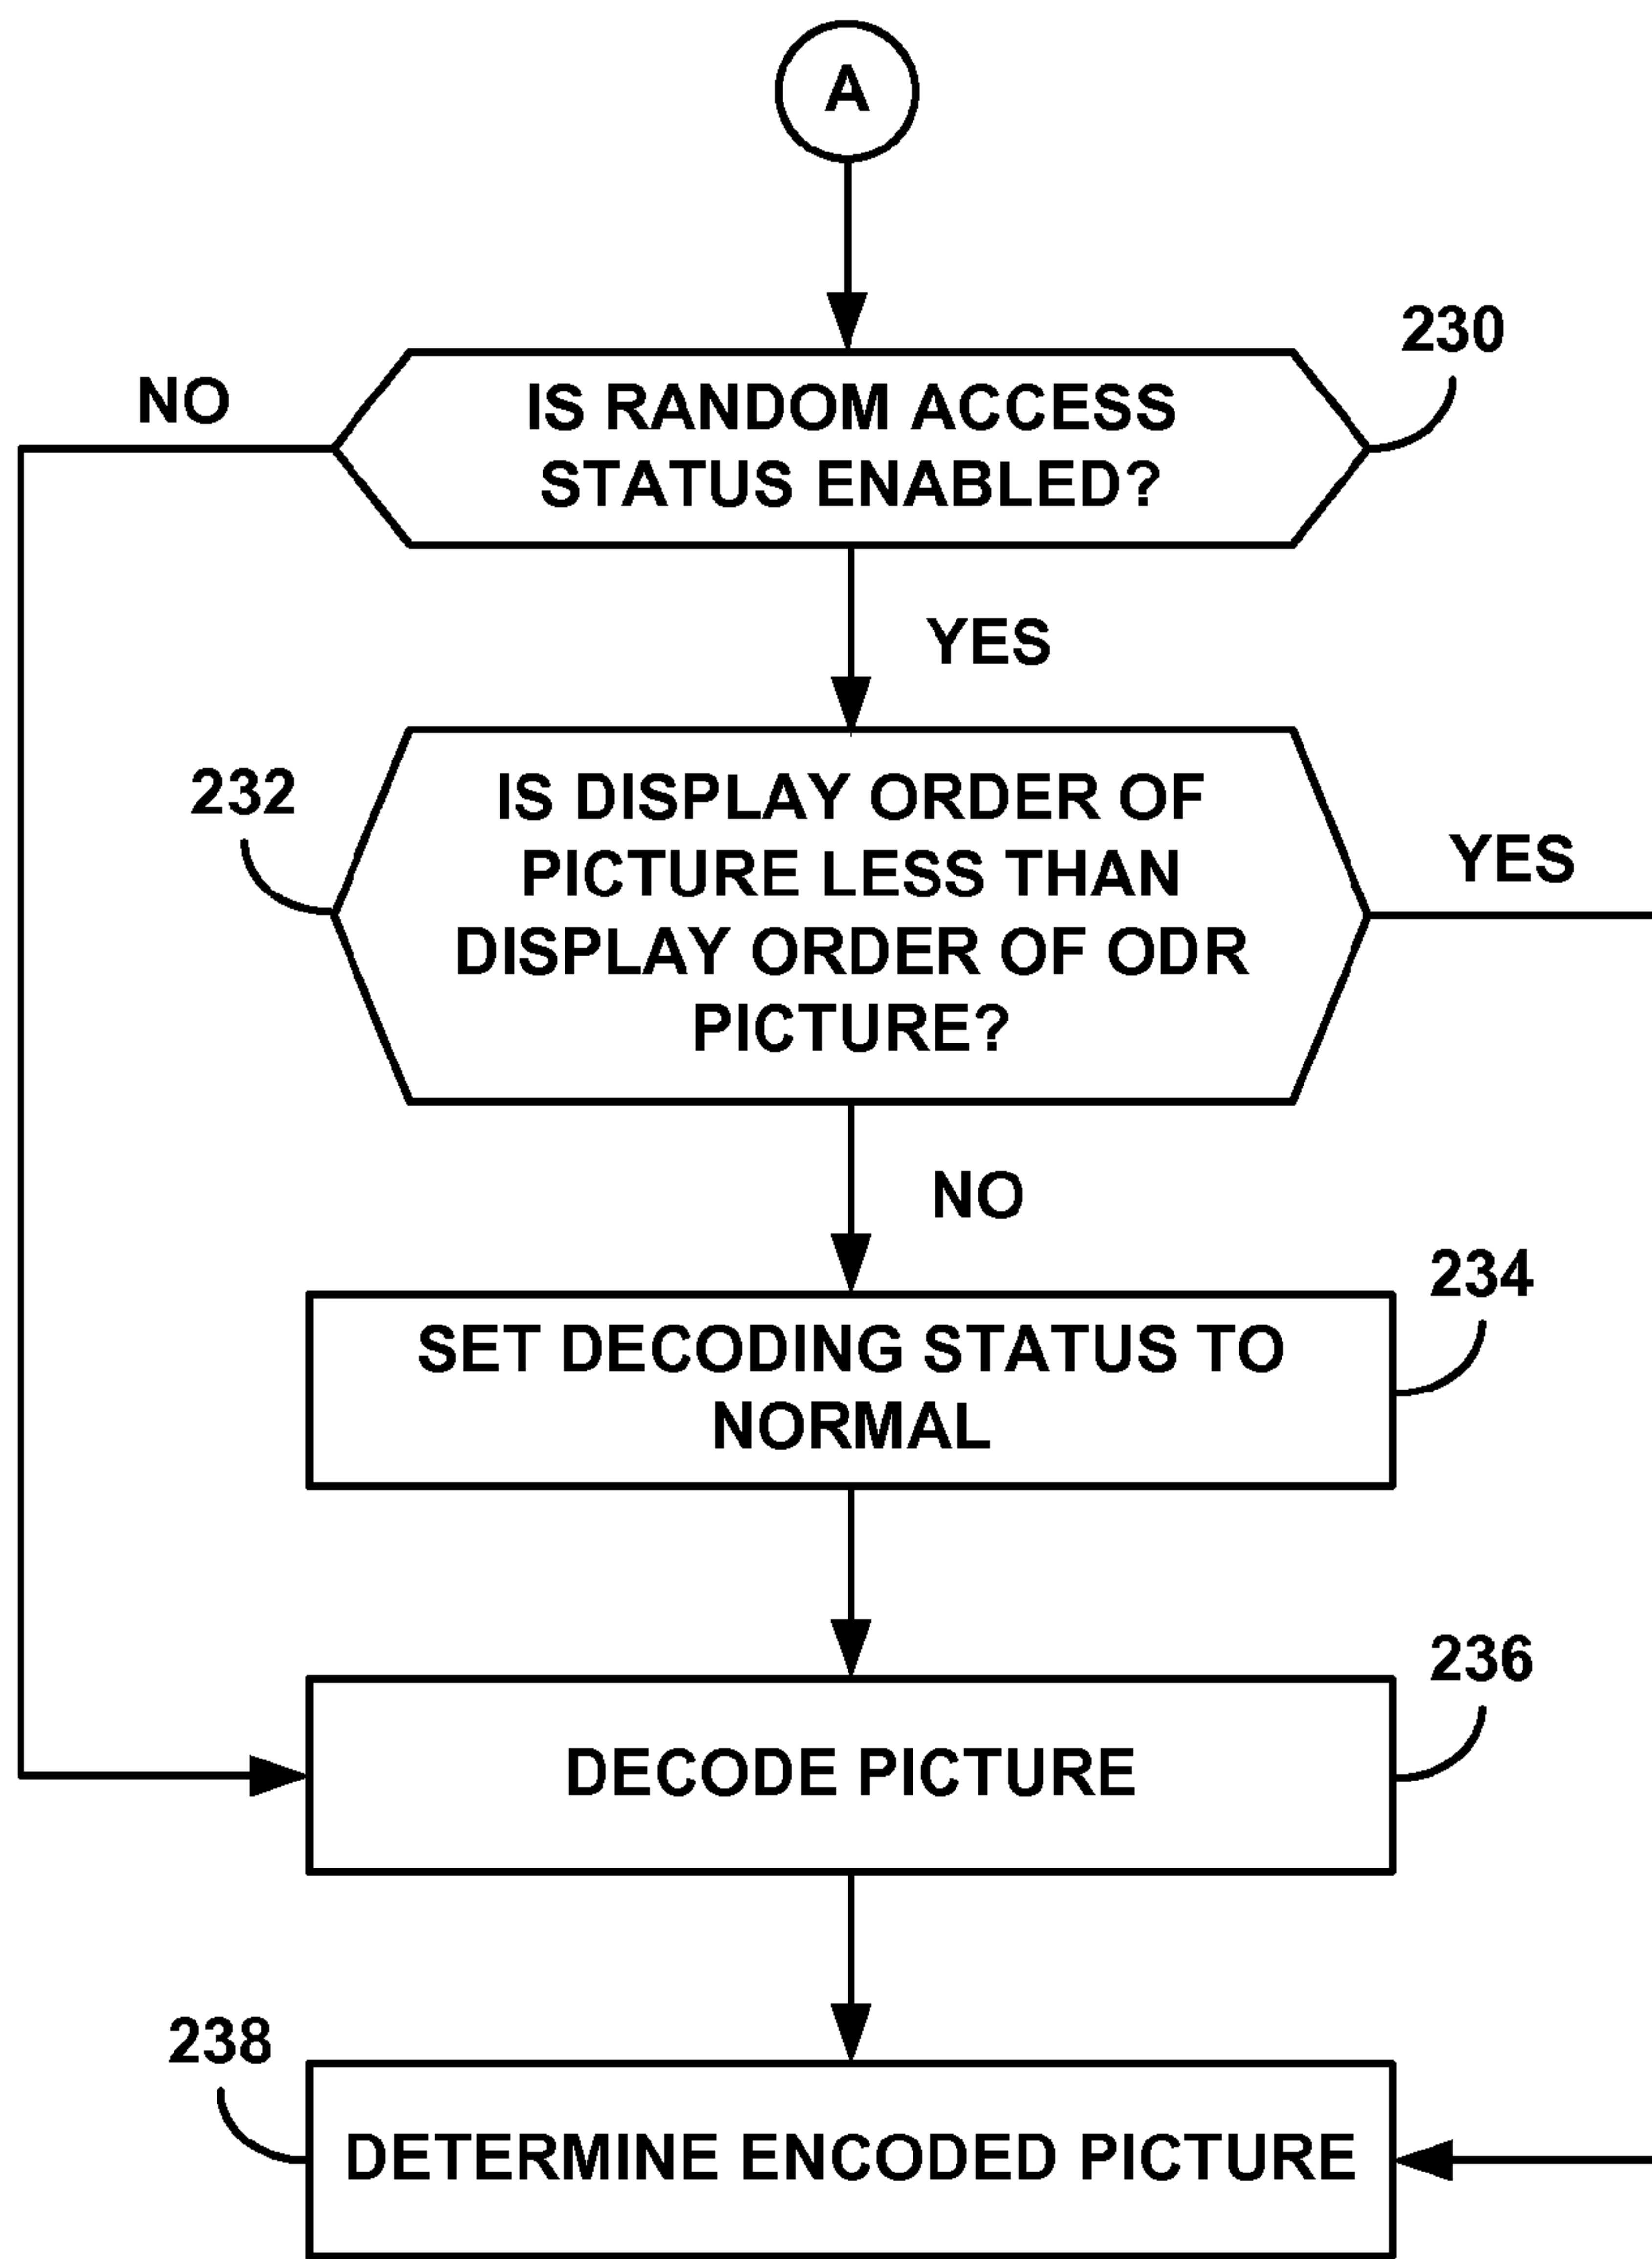 A
230
NO
IS RANDOM ACCESS
STATUS ENABLED?
YES
232
IS DISPLAY ORDER OF
PICTURE LESS THAN
DISPLAY ORDER OF ODR
PICTURE?
YES
NO
234
SET DECODING STATUS TO
NORMAL
236
DECODE PICTURE
238
DETERMINE ENCODED PICTURE